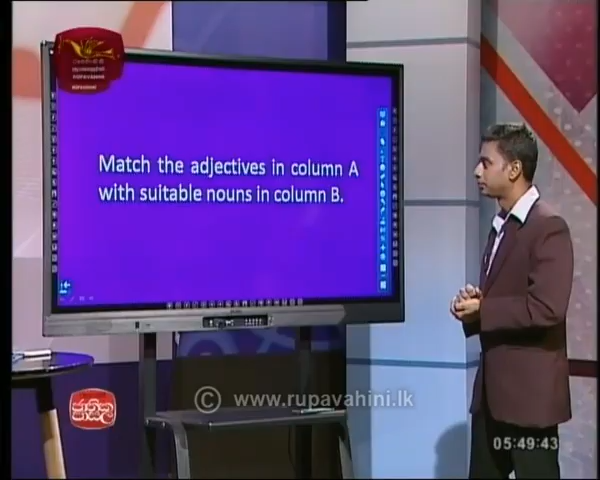 Match the adjectives in column A
with suitable nouns in column B.
© www.rupavahini.lk
05:49:43